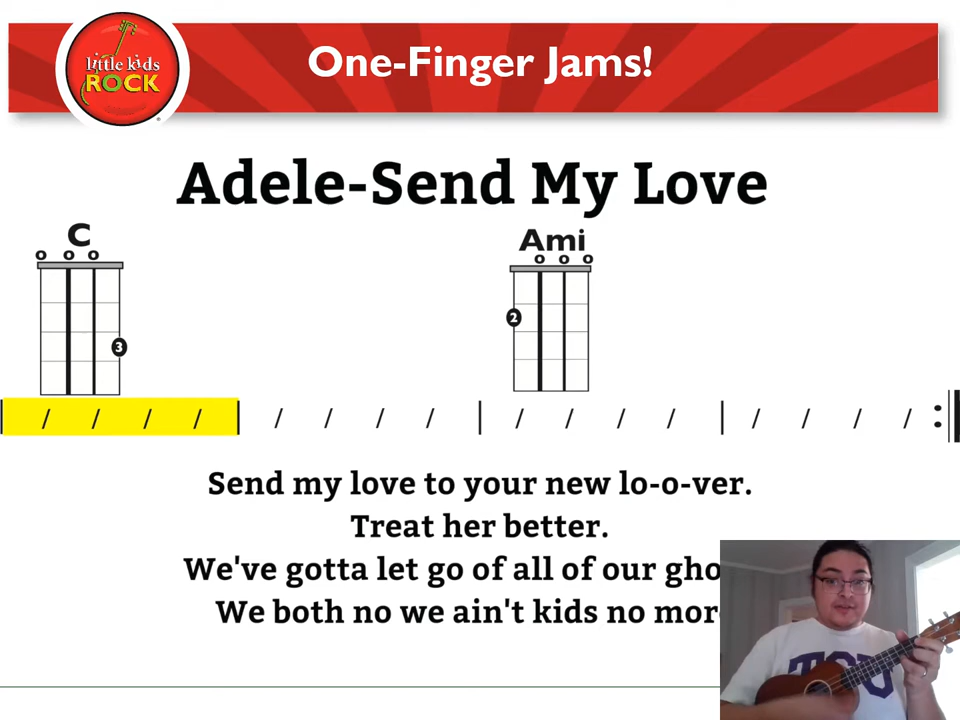 little kids
ROCK
One-Finger Jams!
Adele-Send My Love
C
Ami
o o o
o o o
2
3
| / / / / | / / / / | / / / / | / / / / :|
Send my love to your new lo-o-ver.
Treat her better.
We've gotta let go of all of our gho
We both no we ain't kids no mor
TCU